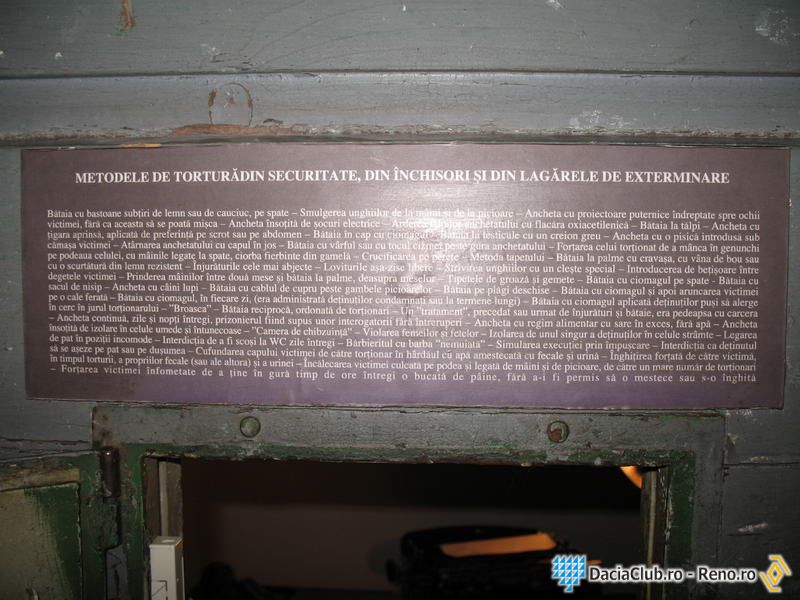 METODELE DE TORTURĂDIN SECURITATE, DIN ÎNCHISORI ȘI DIN LAGĂRELE DE EXTERMINARE
Bătaia cu bastoane subțiri de lemn sau de cauciuc, pe spate – Smulgerea unghiilor de la mâini și de la picioare – Ancheta cu proiectoare puternice îndreptate spre ochii
victimei, fără ca aceasta să se poată mișca – Ancheta însoțită de șocuri electrice – Arderea anchetatului cu flacăra oxiacetilenică – Bătaia la tălpi – Ancheta cu
țigara aprinsă, aplicată de preferință pe scrot sau pe abdomen – Bătaia în cap cu ciomagul – Bătaia la testicule cu un creion greu – Ancheta cu o pisică introdusă sub
cămașa victimei – Atârnarea anchetatului cu capul în jos – Bătaia cu vârful sau cu tocul cizmei peste gura anchetatului – Forțarea celui torționat de a mânca în genunchi
pe podeaua celulei, cu mâinile legate la spate, ciorba fierbinte din gamelă – Crucificarea pe perete – Metoda tapetului – Bătaia la palme cu cravașa, cu vâna de bou sau
cu o scurtătură din lemn rezistent – Înjurăturile cele mai abjecte – Loviturile așa-zise libere – Strivirea unghiilor cu un clește special – Introducerea de bețișoare între
degetele victimei – Prinderea mâinilor între două mese și bătaia la palme, deasupra meselor – Țipetele de groază și gemete – Bătaia cu ciomagul pe spate - Bătaia cu
sacul de nisip – Ancheta cu câini lupi – Bătaia cu cablul de cupru peste gambele picioarelor – Bătaia pe plăgi deschise – Bătaia cu ciomagul și apoi aruncarea victimei
pe o cale ferată – Bătaia cu ciomagul, în fiecare zi, (era administrată deținuților condamnați sau la termene lungi) – Bătaia cu ciomagul aplicată deținuților puși să alerge
în cerc în jurul torționarului – "Broasca" – Bătaia reciprocă, ordonată de torționari – Un "tratament", precedat sau urmat de înjurături și bătaie, era pedeapsa cu carcera
– Ancheta continuă, zile și nopți întregi, prizonierul fiind supus unor interogatorii fără întreruperi – Ancheta cu regim alimentar cu sare în exces, fără apă – Ancheta
însoțită de izolare în celule umede și întunecoase – "Camera de chibzuință" – Violarea femeilor și fetelor – Izolarea de unul singur a deținuților în celule strâmte – Legarea
de pat în poziții incomode – Interdicția de a fi scoși la WC zile întregi – Bărbieritul cu barba "nemuiată" – Simularea execuției prin împușcare – Interdicția ca deținutul
să se așeze pe pat sau pe dușumea – Cufundarea capului victimei de către torționar în hârdăul cu apă amestecată cu fecale și urină – Înghițirea forțată de către victimă,
în timpul torturii, a propriilor fecale (sau ale altora) și a urinei – Încălecarea victimei culcată pe podea și legată de mâini și de picioare, de către un mare număr de torționari
– Forțarea victimei înfometate de a ține în gură timp de ore întregi o bucată de pâine, fără a-i fi permis să o mestece sau s-o înghită
DaciaClub.ro - Reno.ro